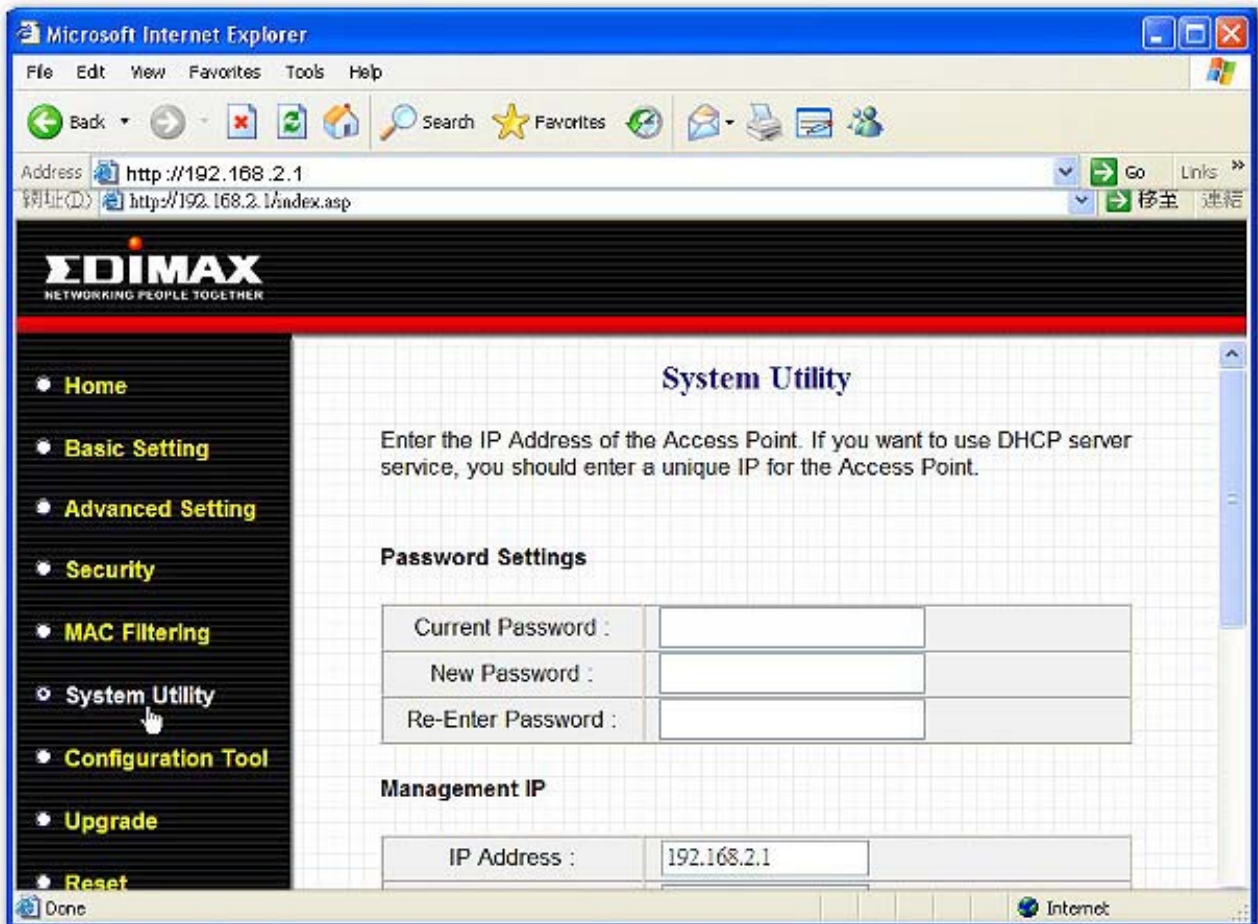 Microsoft Internet Explorer
File Edit View Favorites Tools Help
Back Search Favorites
Address http://192.168.2.1 Go Links »
網址(D) http://192.168.2.1/index.asp 移至 連結
EDIMAX
NETWORKING PEOPLE TOGETHER
Home
Basic Setting
Advanced Setting
Security
MAC Filtering
System Utility
Configuration Tool
Upgrade
Reset
System Utility
Enter the IP Address of the Access Point. If you want to use DHCP server
service, you should enter a unique IP for the Access Point.
Password Settings
Current Password :
New Password :
Re-Enter Password :
Management IP
IP Address : 192.168.2.1
Done Internet